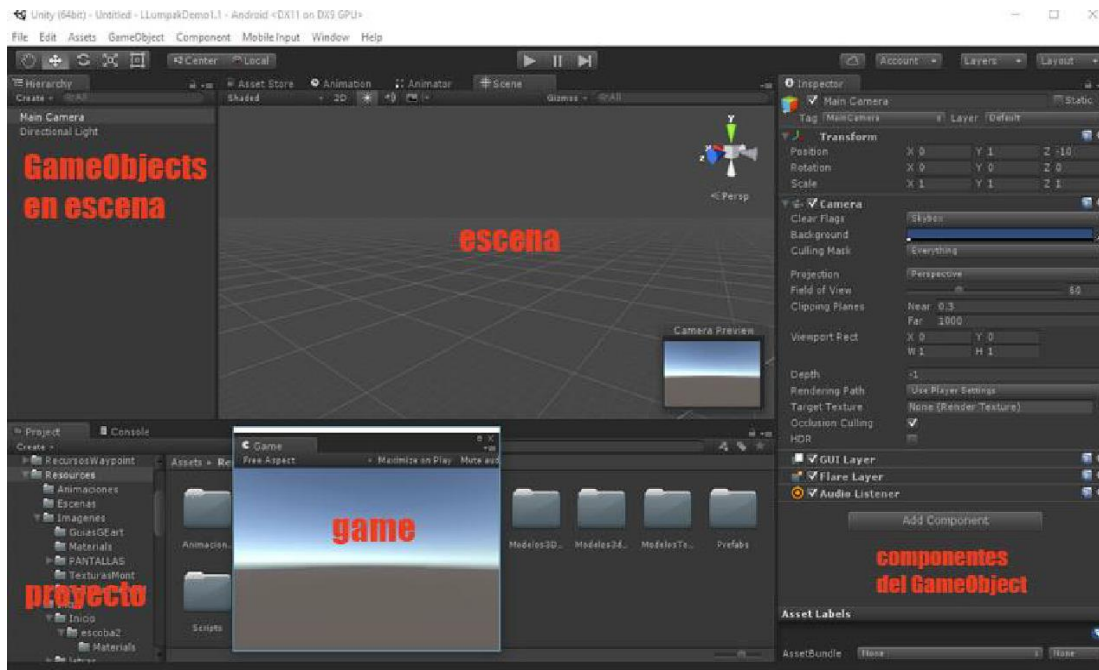 Unity (64bit) - Untitled - LLumpakDemo1.1 - Android <DX11 on DX9 GPU>
File Edit Assets GameObject Component Mobile Input Window Help
Center Local
Account Layers Layout
Hierarchy
Create All
Main Camera
Directional Light
GameObjects
en escena
Asset Store Animation Animator Scene
Shaded 2D Gizmos All
y
x
z
Persp
escena
Camera Preview
Inspector
Main Camera Static
Tag MainCamera Layer Default
Transform
Position X 0 Y 1 Z -10
Rotation X 0 Y 0 Z 0
Scale X 1 Y 1 Z 1
Camera
Clear Flags Skybox
Background
Culling Mask Everything
Projection Perspective
Field of View 60
Clipping Planes Near 0.3
Far 1000
Viewport Rect X 0 Y 0
W 1 H 1
Depth -1
Rendering Path Use Player Settings
Target Texture None (Render Texture)
Occlusion Culling
HDR
GUI Layer
Flare Layer
Audio Listener
Add Component
componentes
del GameObject
Asset Labels
AssetBundle None None
Project Console
Create
RecursosWaypoint
Resources
Animaciones
Escenas
Imagenes
GuiasGEart
Materials
PANTALLAS
TexturasMont
proyecto
Inicio
escoba2
Materials
letras
Assets Re
Animacion...
Scripts
Game
Free Aspect Maximize on Play Mute aud
game
Modelos3D... Modelos3d... ModelosTe... Prefabs